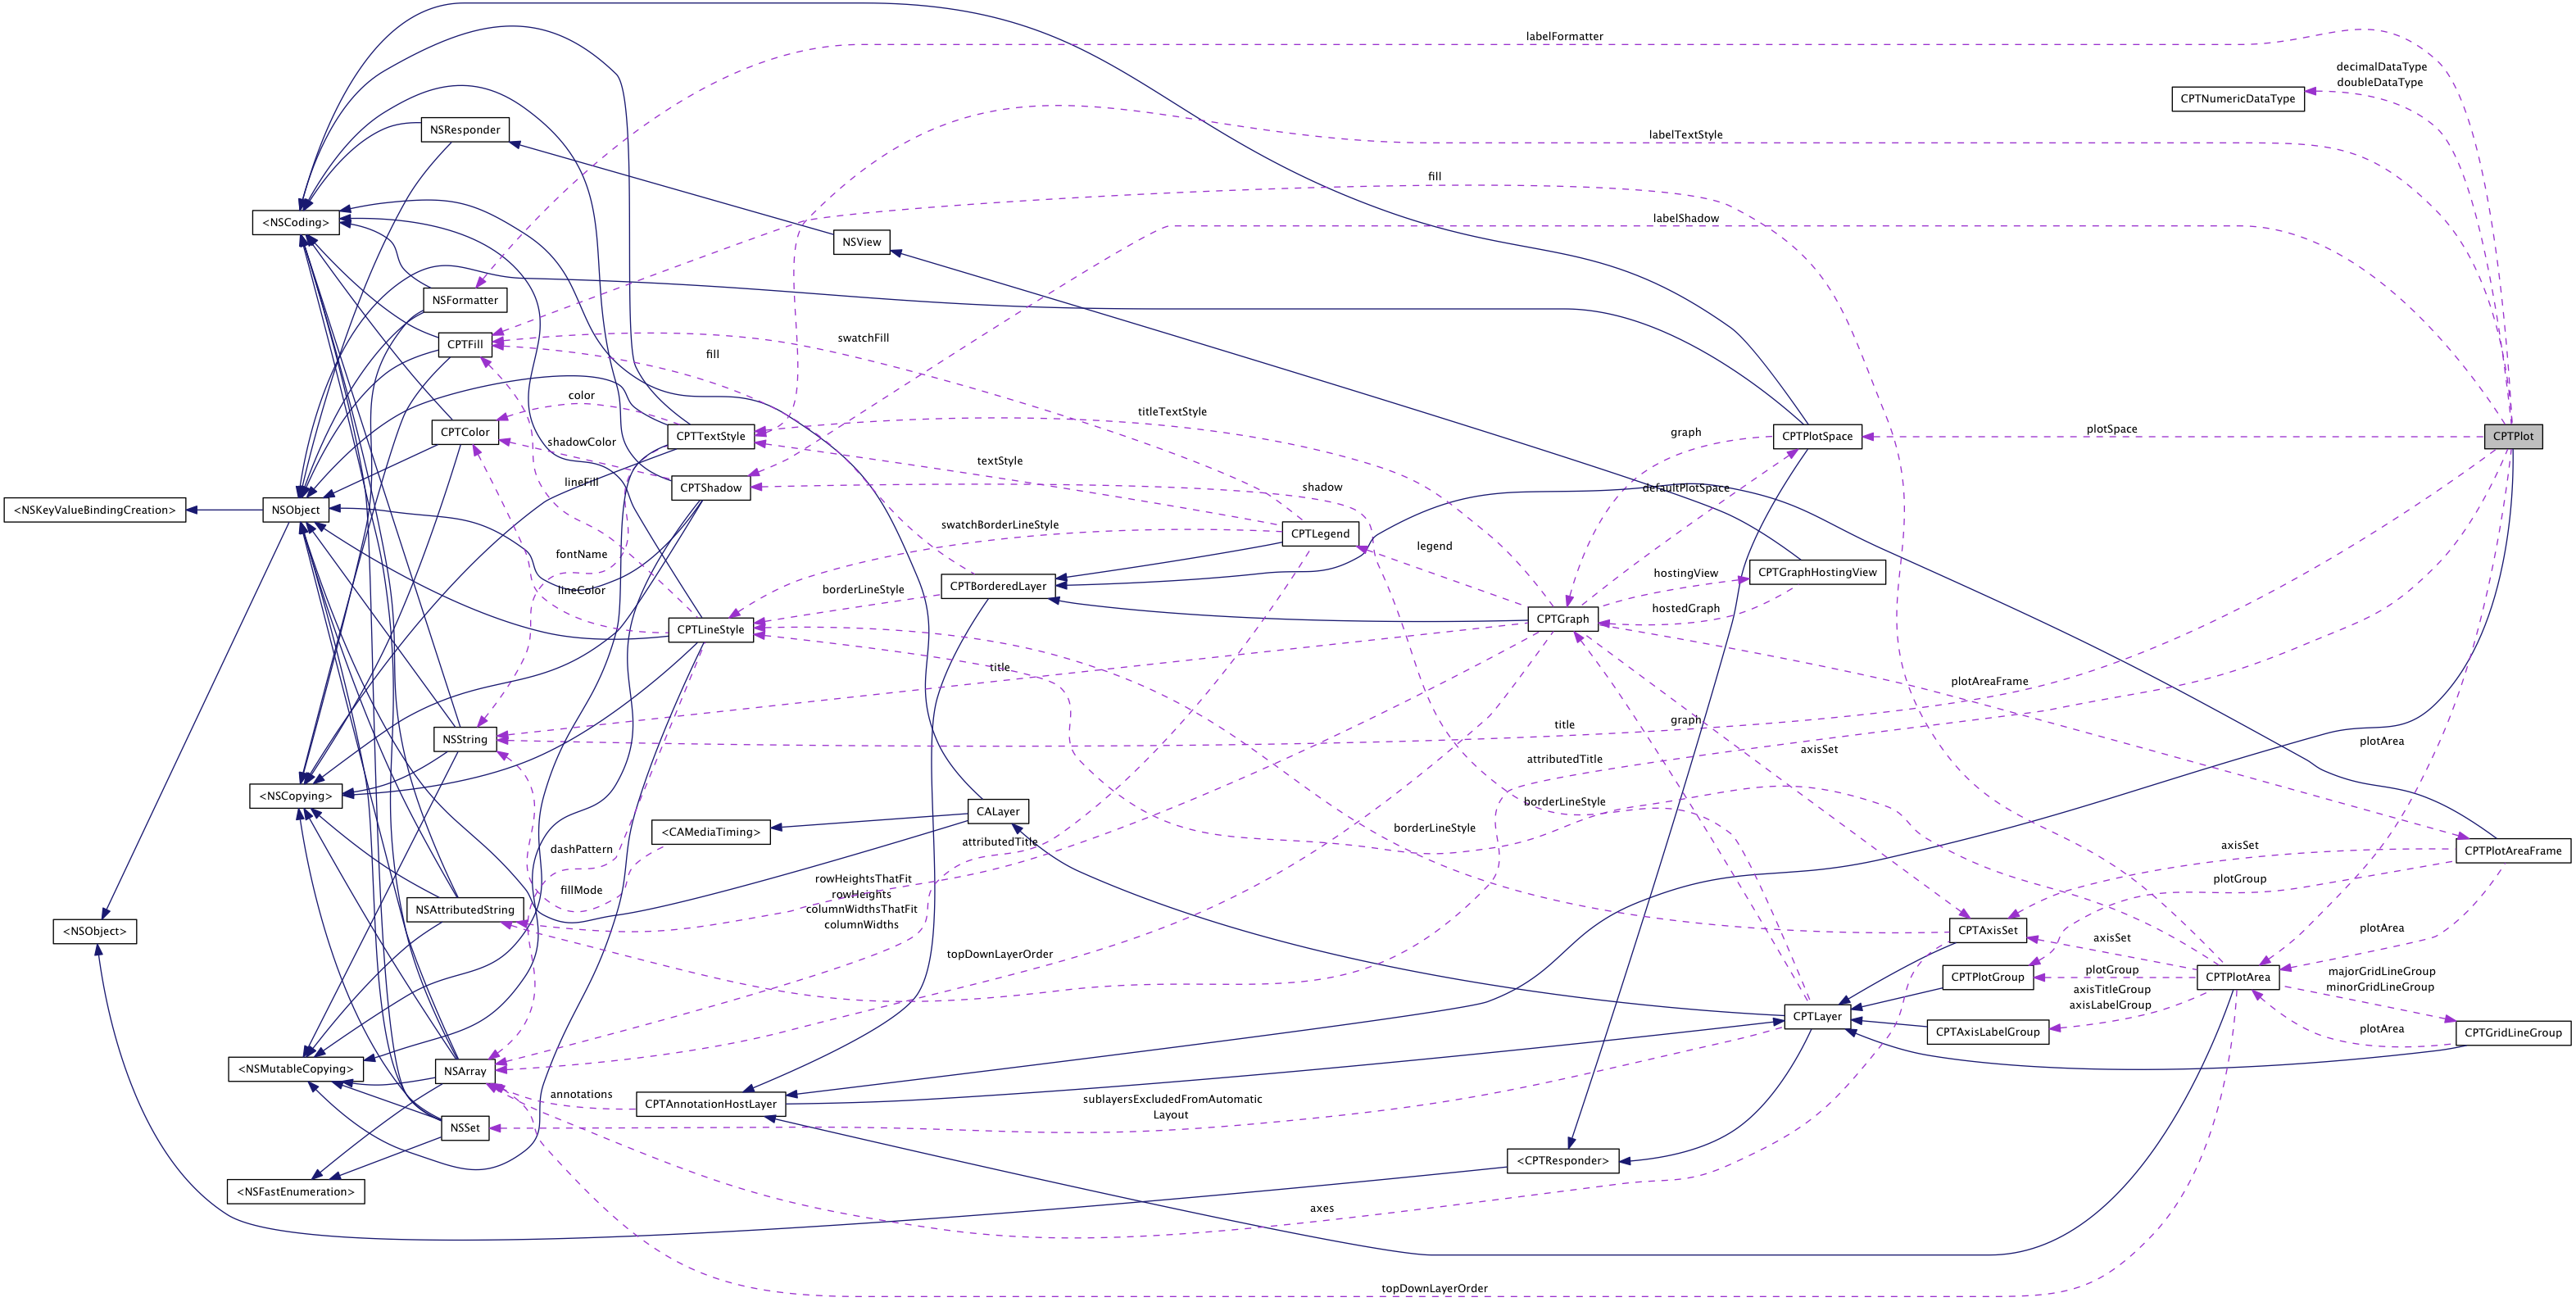 labelFormatter
decimalDataType
doubleDataType
CPTNumericDataType
NSResponder
labelTextStyle
fill
labelShadow
<NSCoding>
NSView
NSFormatter
swatchFill
CPTFill
fill
color
titleTextStyle
graph
plotSpace
CPTColor
shadowColor
CPTTextStyle
CPTPlotSpace
CPTPlot
textStyle
lineFill
CPTShadow
shadow
defaultPlotSpace
<NSKeyValueBindingCreation>
NSObject
swatchBorderLineStyle
CPTLegend
legend
fontName
hostingView
CPTGraphHostingView
lineColor
borderLineStyle
CPTBorderedLayer
hostedGraph
CPTGraph
CPTLineStyle
title
plotAreaFrame
graph
title
NSString
plotArea
axisSet
attributedTitle
<NSCopying>
borderLineStyle
CALayer
<CAMediaTiming>
borderLineStyle
attributedTitle
dashPattern
axisSet
CPTPlotAreaFrame
rowHeightsThatFit
rowHeights
columnWidthsThatFit
columnWidths
fillMode
plotGroup
NSAttributedString
<NSObject>
plotArea
CPTAxisSet
axisSet
topDownLayerOrder
plotGroup
CPTPlotGroup
CPTPlotArea
majorGridLineGroup
minorGridLineGroup
axisTitleGroup
axisLabelGroup
CPTLayer
CPTAxisLabelGroup
plotArea
CPTGridLineGroup
<NSMutableCopying>
NSArray
annotations
CPTAnnotationHostLayer
sublayersExcludedFromAutomatic
Layout
NSSet
<CPTResponder>
<NSFastEnumeration>
axes
topDownLayerOrder